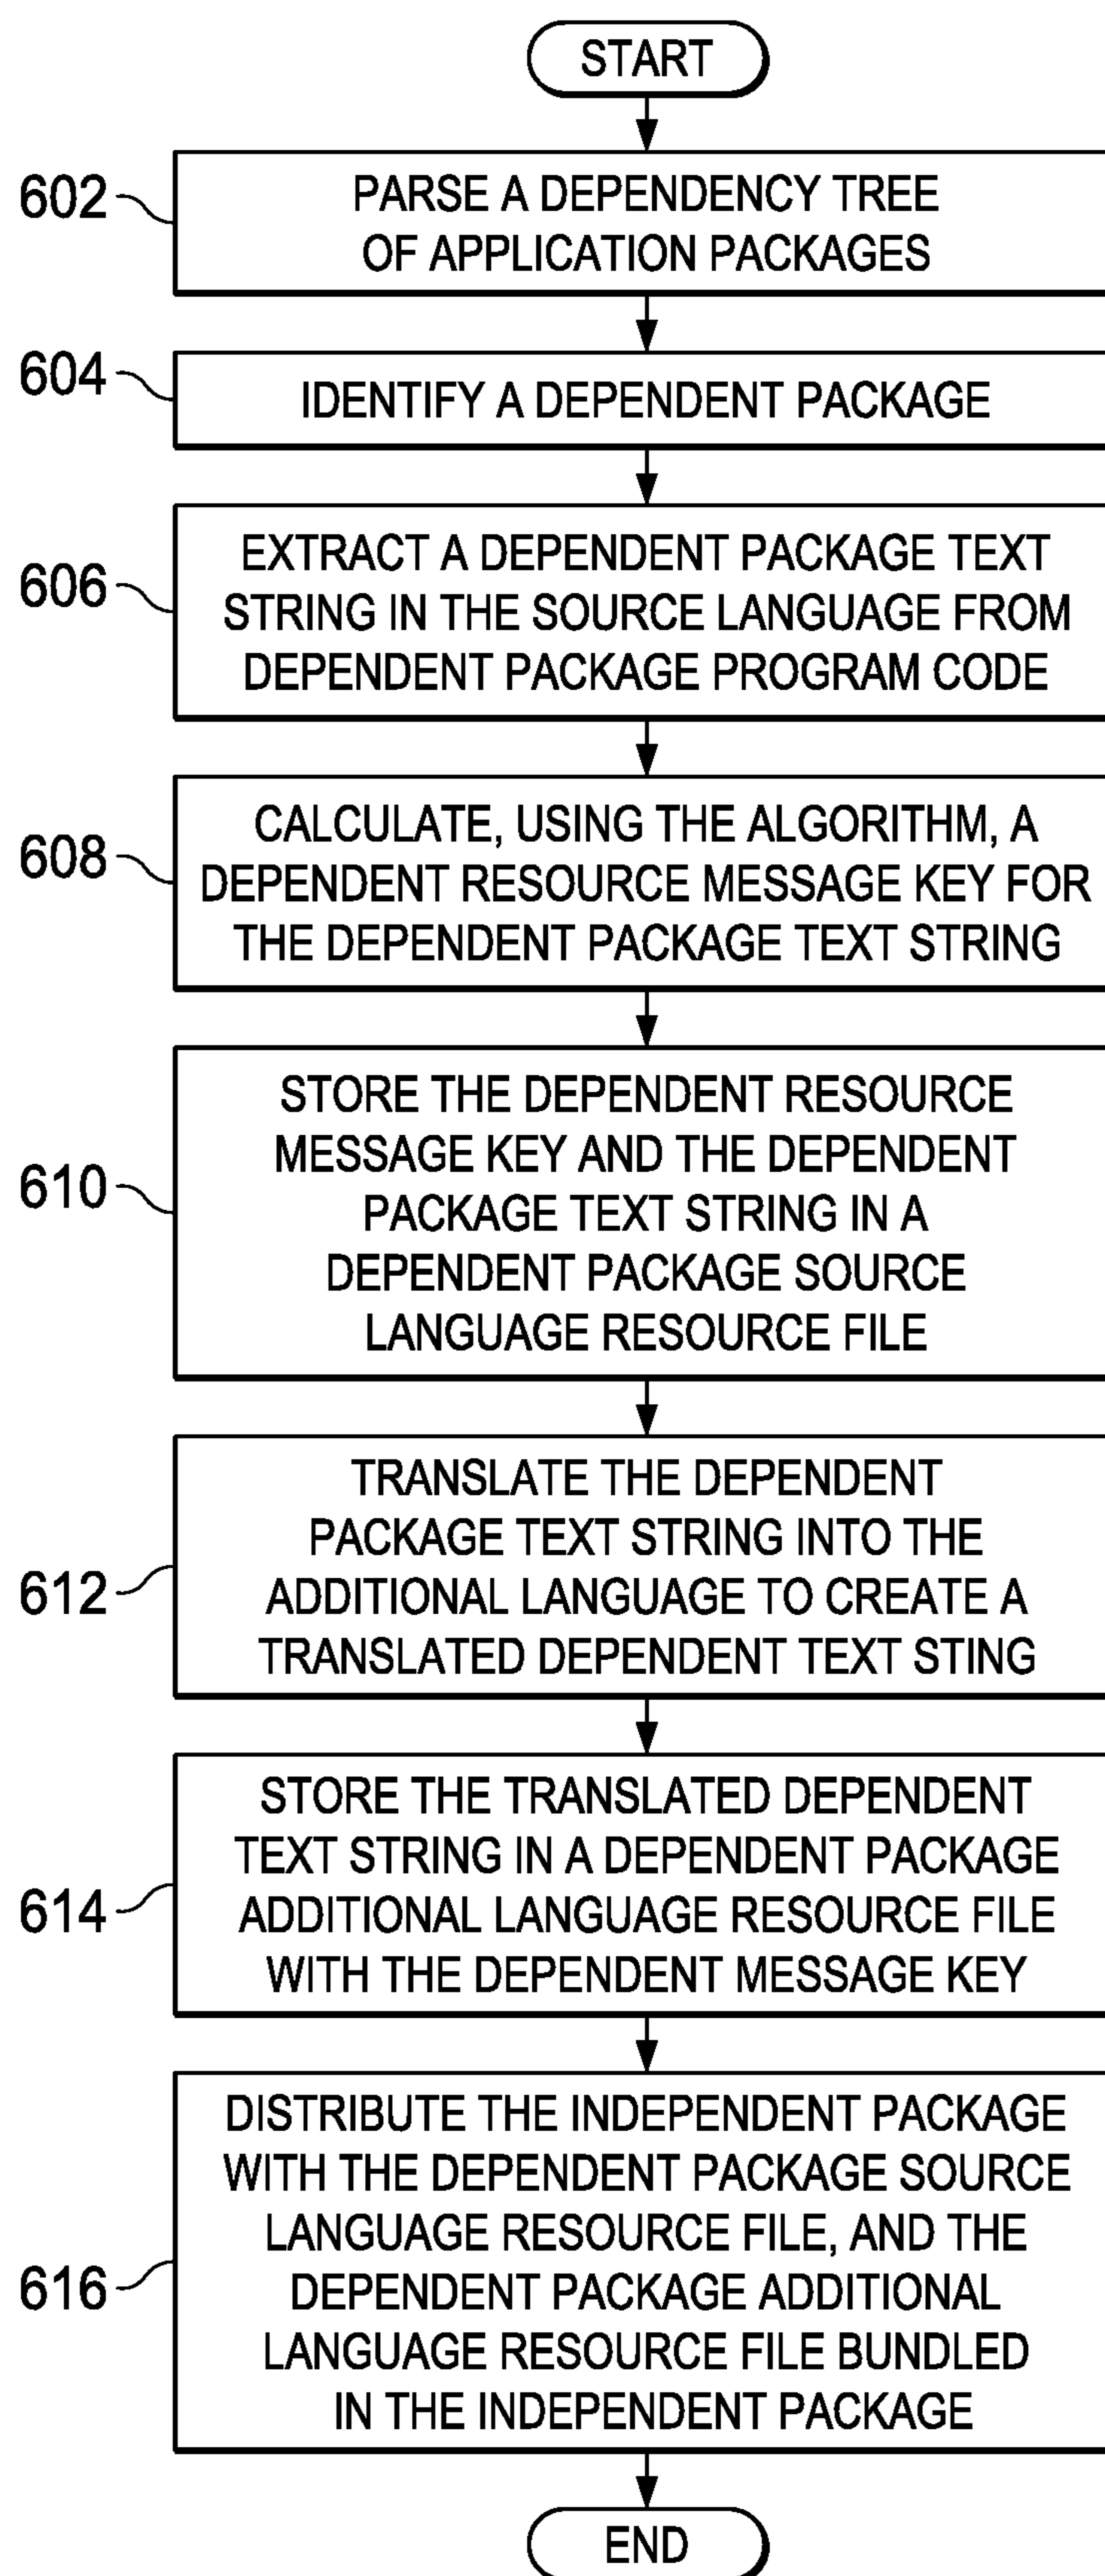 START
602
PARSE A DEPENDENCY TREE
OF APPLICATION PACKAGES
604
IDENTIFY A DEPENDENT PACKAGE
606
EXTRACT A DEPENDENT PACKAGE TEXT
STRING IN THE SOURCE LANGUAGE FROM
DEPENDENT PACKAGE PROGRAM CODE
608
CALCULATE, USING THE ALGORITHM, A
DEPENDENT RESOURCE MESSAGE KEY FOR
THE DEPENDENT PACKAGE TEXT STRING
610
STORE THE DEPENDENT RESOURCE
MESSAGE KEY AND THE DEPENDENT
PACKAGE TEXT STRING IN A
DEPENDENT PACKAGE SOURCE
LANGUAGE RESOURCE FILE
612
TRANSLATE THE DEPENDENT
PACKAGE TEXT STRING INTO THE
ADDITIONAL LANGUAGE TO CREATE A
TRANSLATED DEPENDENT TEXT STING
614
STORE THE TRANSLATED DEPENDENT
TEXT STRING IN A DEPENDENT PACKAGE
ADDITIONAL LANGUAGE RESOURCE FILE
WITH THE DEPENDENT MESSAGE KEY
616
DISTRIBUTE THE INDEPENDENT PACKAGE
WITH THE DEPENDENT PACKAGE SOURCE
LANGUAGE RESOURCE FILE, AND THE
DEPENDENT PACKAGE ADDITIONAL
LANGUAGE RESOURCE FILE BUNDLED
IN THE INDEPENDENT PACKAGE
END